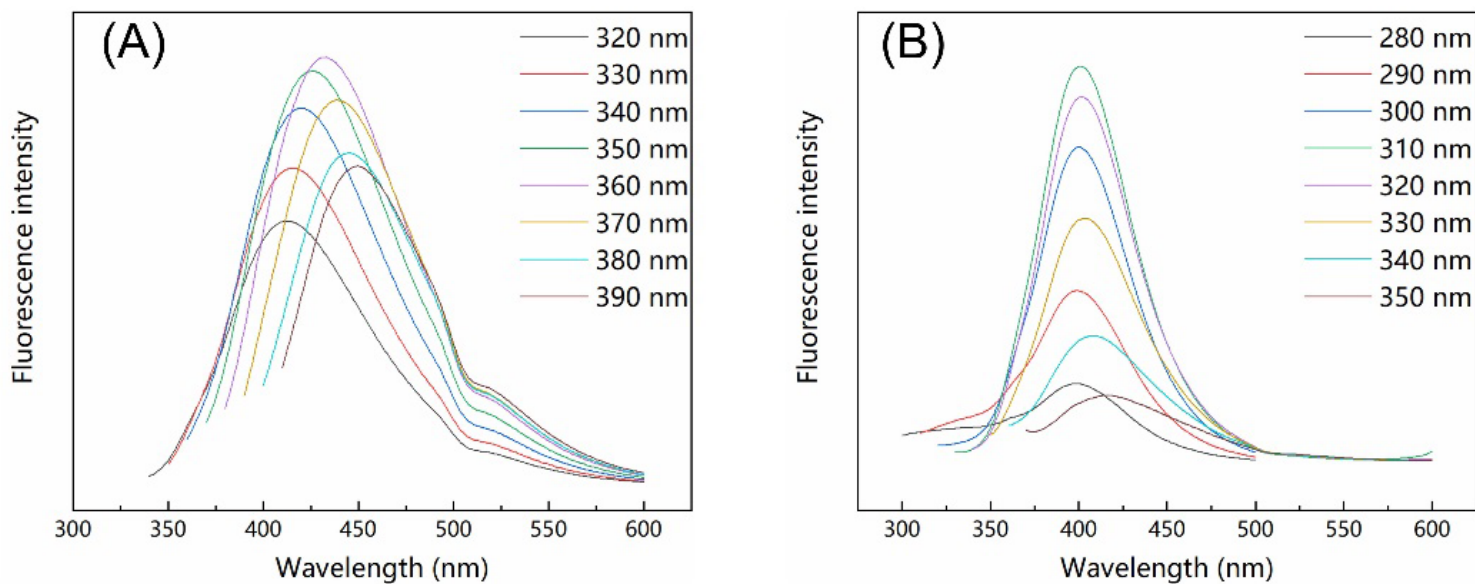 (A)
320 nm
330 nm
340 nm
350 nm
360 nm
370 nm
380 nm
390 nm
Fluorescence intensity
300 350 400 450 500 550 600
Wavelength (nm)
(B)
280 nm
290 nm
300 nm
310 nm
320 nm
330 nm
340 nm
350 nm
Fluorescence intensity
300 350 400 450 500 550 600
Wavelength (nm)